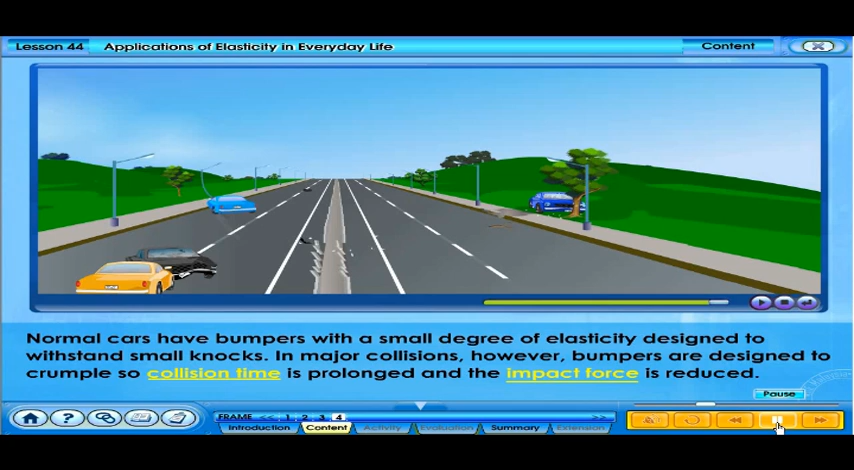 Lesson 44 Applications of Elasticity in Everyday Life Content
Normal cars have bumpers with a small degree of elasticity designed to
withstand small knocks. In major collisions, however, bumpers are designed to
crumple so collision time is prolonged and the impact force is reduced.
Pause
FRAME << 1 2 3 4 >>
Introduction Content Activity Evaluation Summary Extension